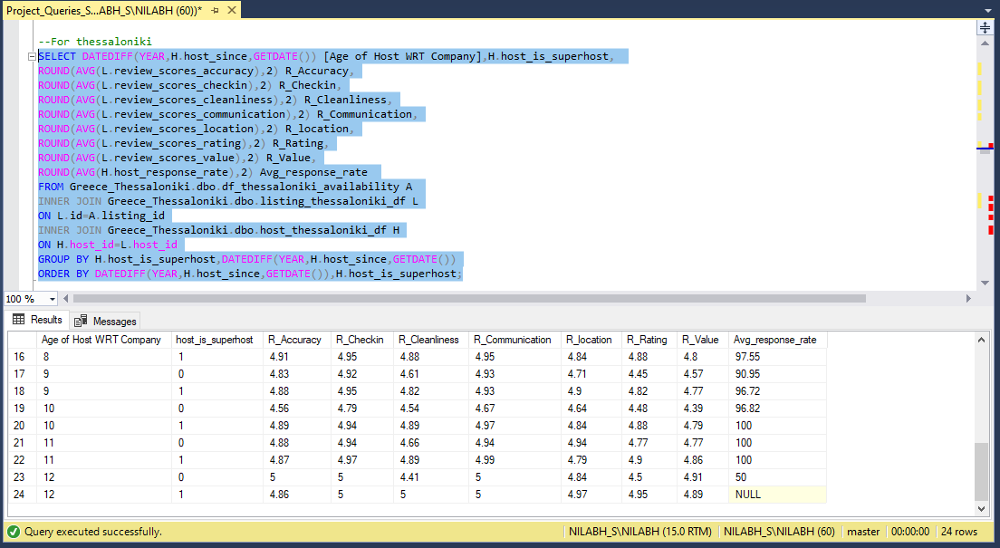 Project_Queries_S...ABH_S\NILABH (60))*
--For thessaloniki
SELECT DATEDIFF(YEAR,H.host_since,GETDATE()) [Age of Host WRT Company],H.host_is_superhost,
ROUND(AVG(L.review_scores_accuracy),2) R_Accuracy,
ROUND(AVG(L.review_scores_checkin),2) R_Checkin,
ROUND(AVG(L.review_scores_cleanliness),2) R_Cleanliness,
ROUND(AVG(L.review_scores_communication),2) R_Communication,
ROUND(AVG(L.review_scores_location),2) R_location,
ROUND(AVG(L.review_scores_rating),2) R_Rating,
ROUND(AVG(L.review_scores_value),2) R_Value,
ROUND(AVG(H.host_response_rate),2) Avg_response_rate
FROM Greece_Thessaloniki.dbo.df_thessaloniki_availability A
INNER JOIN Greece_Thessaloniki.dbo.listing_thessaloniki_df L
ON L.id=A.listing_id
INNER JOIN Greece_Thessaloniki.dbo.host_thessaloniki_df H
ON H.host_id=L.host_id
GROUP BY H.host_is_superhost,DATEDIFF(YEAR,H.host_since,GETDATE())
ORDER BY DATEDIFF(YEAR,H.host_since,GETDATE()),H.host_is_superhost;
100 %
Results Messages
Age of Host WRT Company host_is_superhost R_Accuracy R_Checkin R_Cleanliness R_Communication R_location R_Rating R_Value Avg_response_rate
16 8 1 4.91 4.95 4.88 4.95 4.84 4.88 4.8 97.55
17 9 0 4.83 4.92 4.61 4.93 4.71 4.45 4.57 90.95
18 9 1 4.88 4.95 4.82 4.93 4.9 4.82 4.77 96.72
19 10 0 4.56 4.79 4.54 4.67 4.64 4.48 4.39 96.82
20 10 1 4.89 4.94 4.89 4.97 4.84 4.88 4.79 100
21 11 0 4.88 4.94 4.66 4.94 4.94 4.77 4.77 100
22 11 1 4.87 4.97 4.89 4.99 4.79 4.9 4.86 100
23 12 0 5 5 4.41 5 4.84 4.5 4.91 50
24 12 1 4.86 5 5 5 4.97 4.95 4.89 NULL
Query executed successfully. NILABH_S\NILABH (15.0 RTM) NILABH_S\NILABH (60) master 00:00:00 24 rows